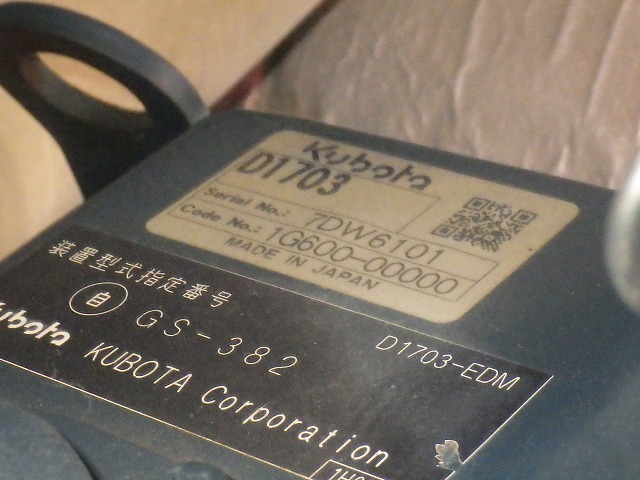 Kubota
D1703
Serial No.: 7DW6101
Code No.: 1G600-00000
MADE IN JAPAN
装置型式指定番号
自 GS-382
D1703-EDM
Kubota
KUBOTA Corporation